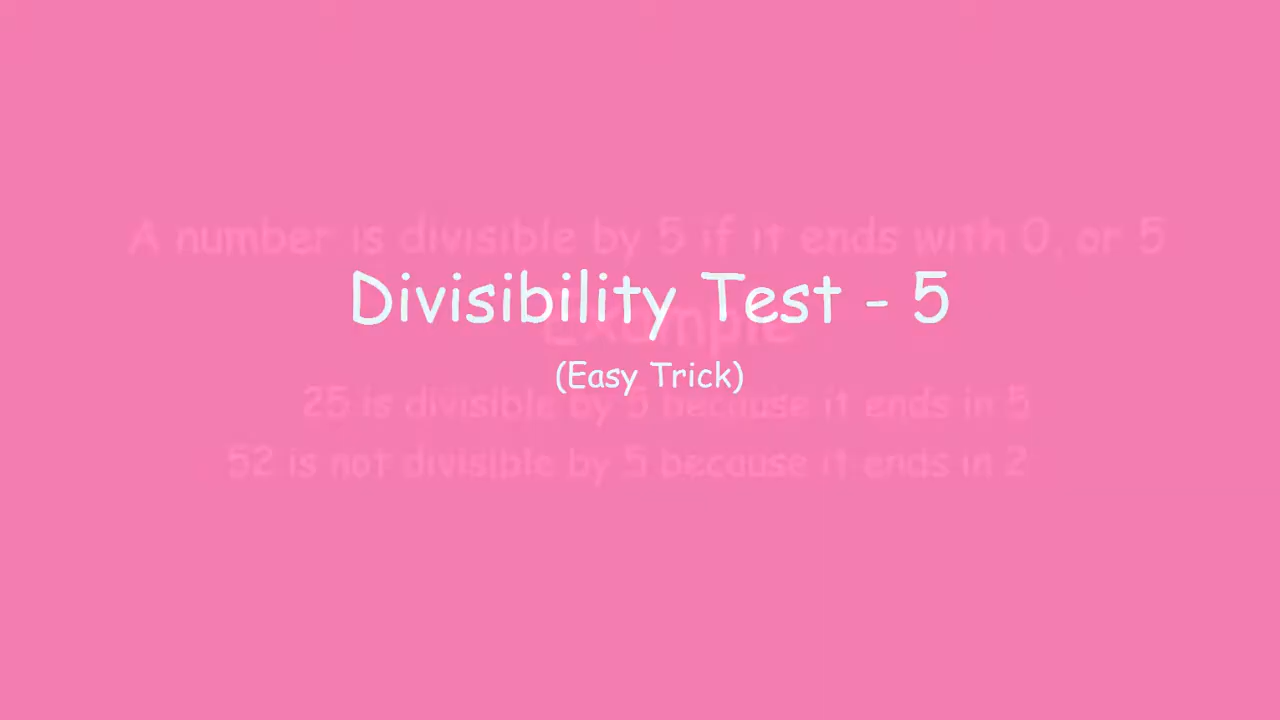 A number is divisible by 5 if it ends with 0, or 5
Divisibility Test - 5
Example
(Easy Trick)
25 is divisible by 5 because it ends in 5
52 is not divisible by 5 because it ends in 2